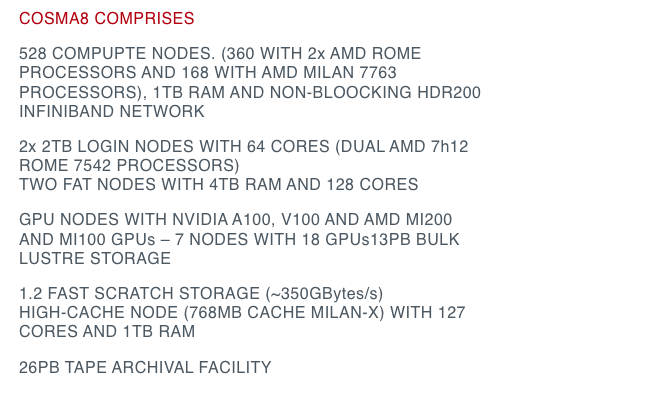 COSMA8 COMPRISES
528 COMPUPTE NODES. (360 WITH 2x AMD ROME
PROCESSORS AND 168 WITH AMD MILAN 7763
PROCESSORS), 1TB RAM AND NON-BLOOCKING HDR200
INFINIBAND NETWORK
2x 2TB LOGIN NODES WITH 64 CORES (DUAL AMD 7h12
ROME 7542 PROCESSORS)
TWO FAT NODES WITH 4TB RAM AND 128 CORES
GPU NODES WITH NVIDIA A100, V100 AND AMD MI200
AND MI100 GPUs – 7 NODES WITH 18 GPUs13PB BULK
LUSTRE STORAGE
1.2 FAST SCRATCH STORAGE (~350GBytes/s)
HIGH-CACHE NODE (768MB CACHE MILAN-X) WITH 127
CORES AND 1TB RAM
26PB TAPE ARCHIVAL FACILITY